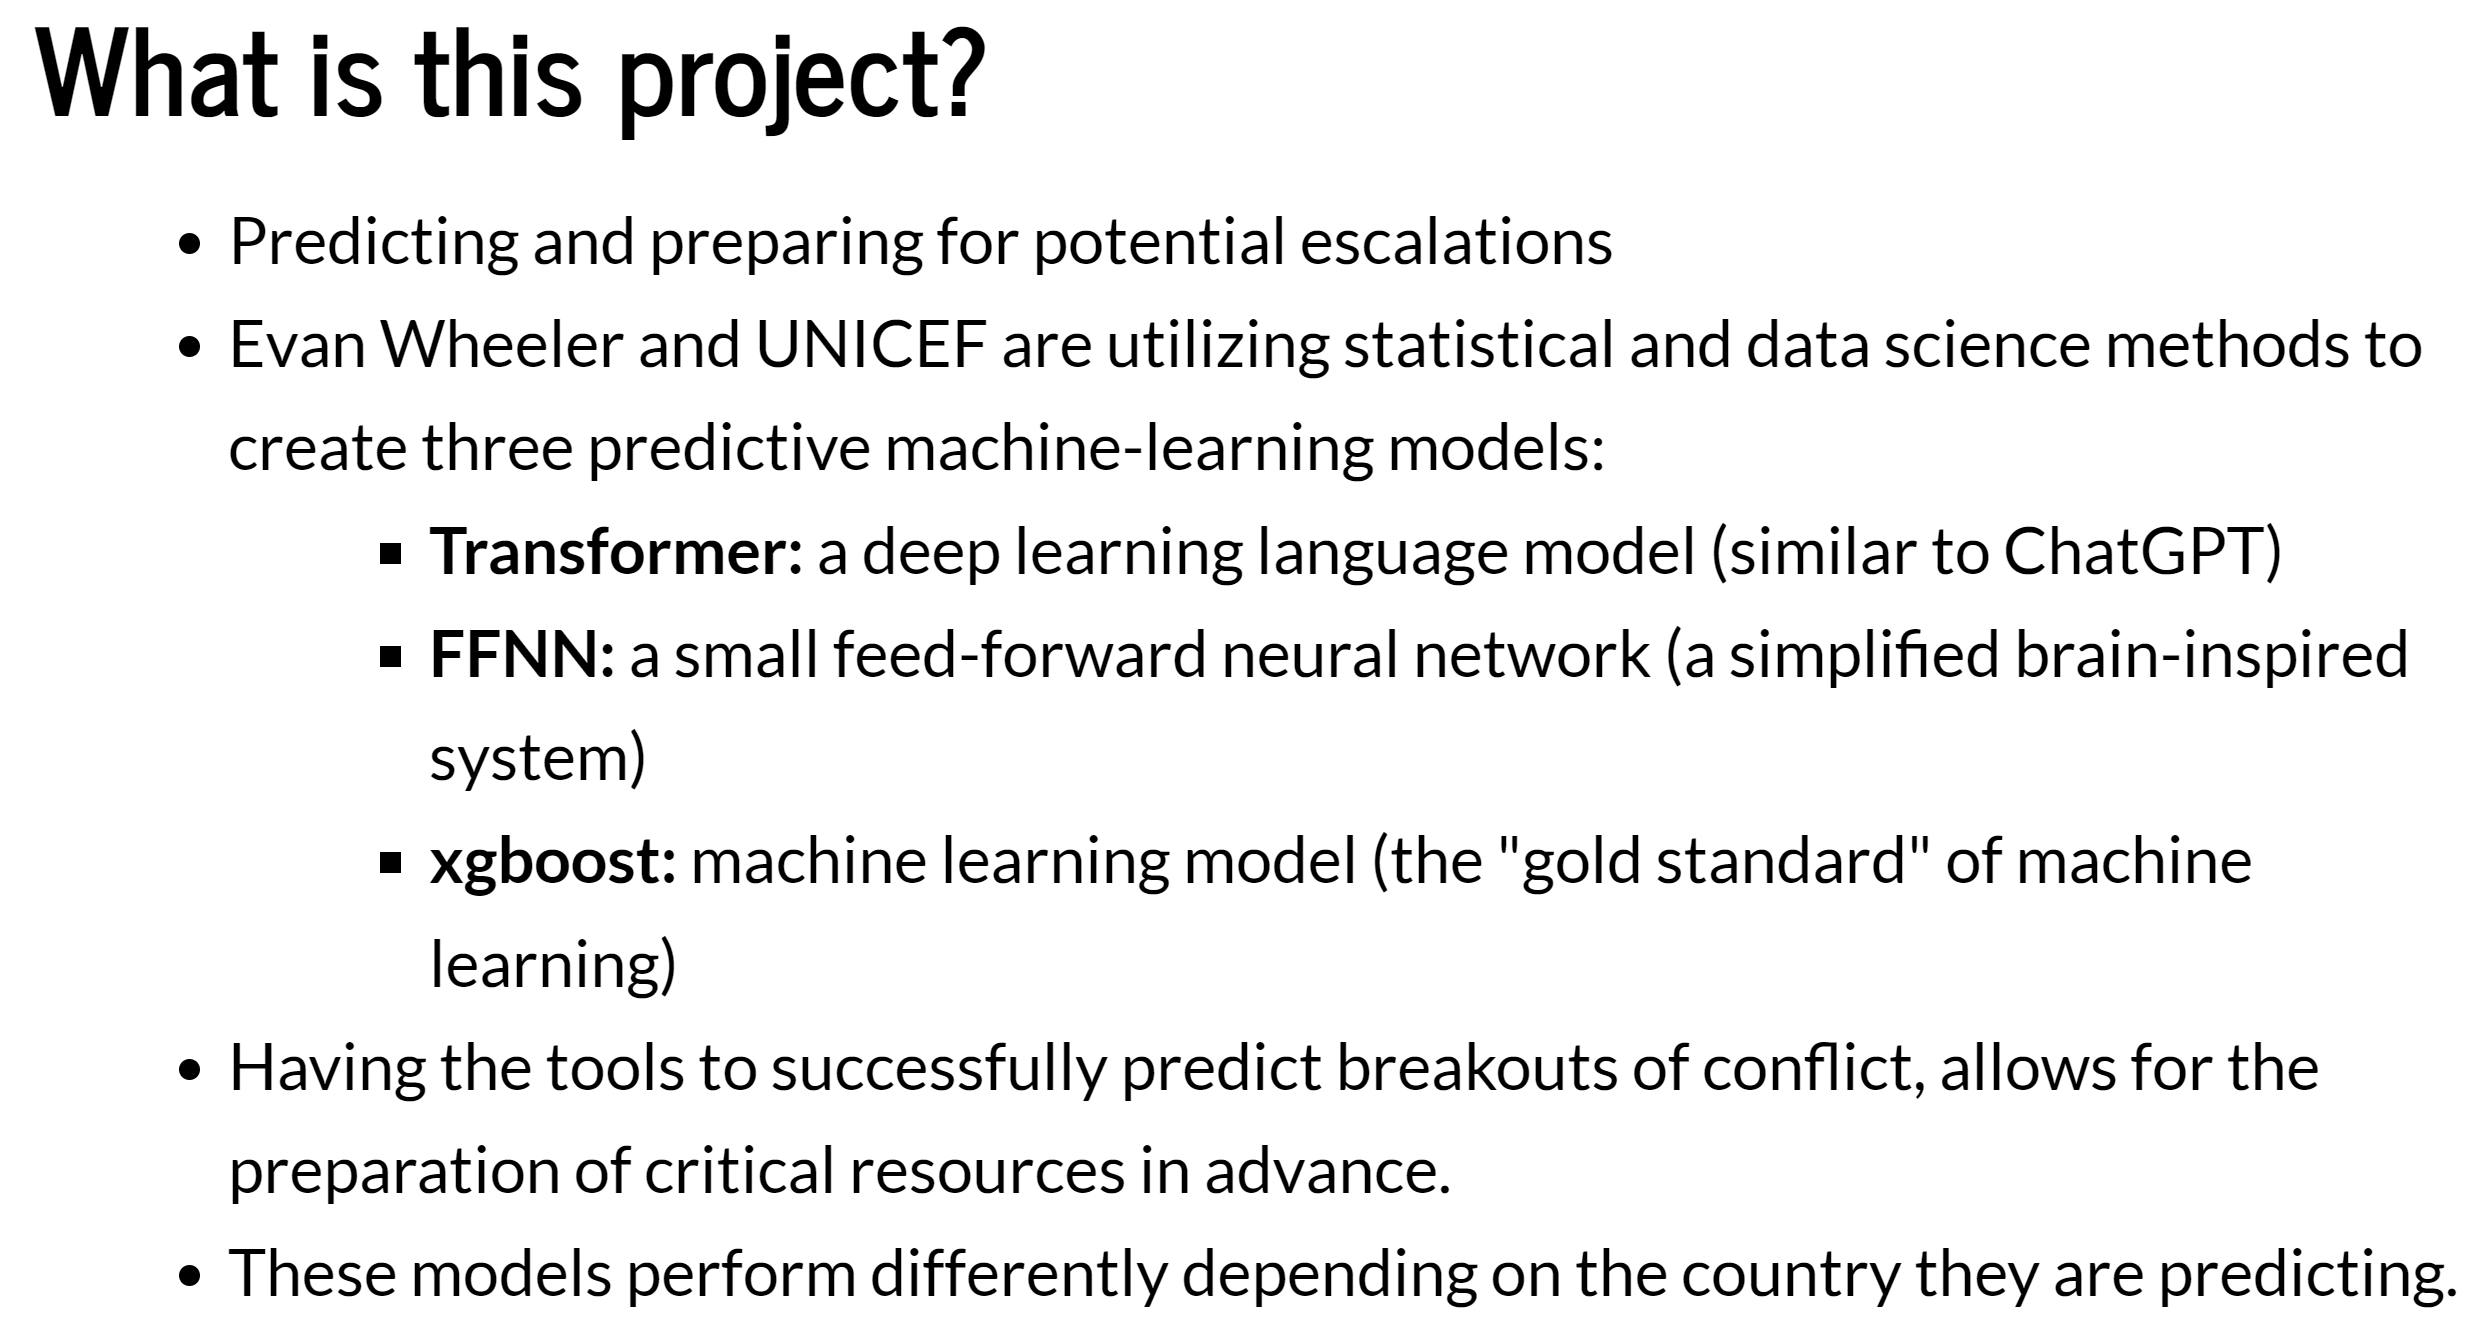 What is this project?
Predicting and preparing for potential escalations
Evan Wheeler and UNICEF are utilizing statistical and data science methods to
create three predictive machine-learning models:
Transformer: a deep learning language model (similar to ChatGPT)
FFNN: a small feed-forward neural network (a simplified brain-inspired
system)
xgboost: machine learning model (the "gold standard" of machine
learning)
Having the tools to successfully predict breakouts of conflict, allows for the
preparation of critical resources in advance.
These models perform differently depending on the country they are predicting.